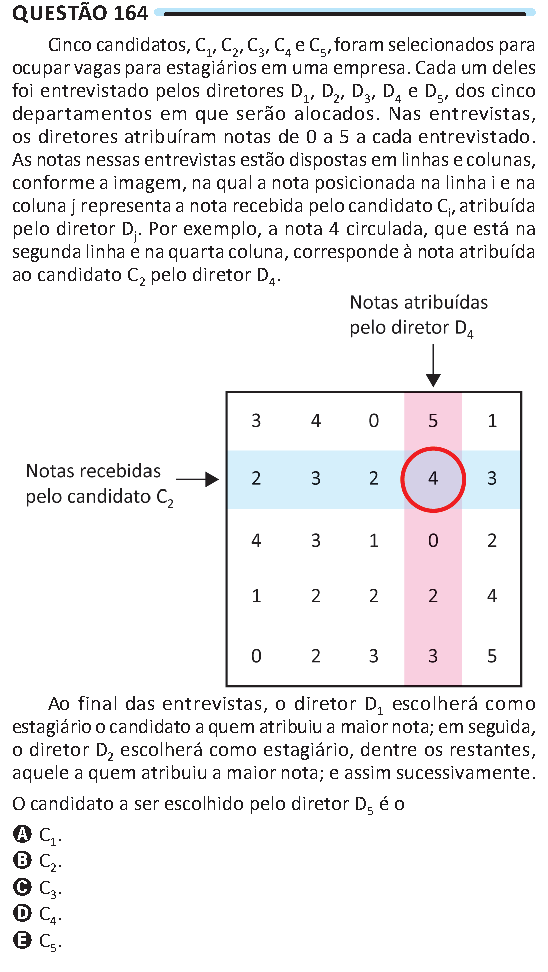 QUESTÃO 164
Cinco candidatos, C₁, C₂, C₃, C₄ e C₅, foram selecionados para
ocupar vagas para estagiários em uma empresa. Cada um deles
foi entrevistado pelos diretores D₁, D₂, D₃, D₄ e D₅, dos cinco
departamentos em que serão alocados. Nas entrevistas,
os diretores atribuíram notas de 0 a 5 a cada entrevistado.
As notas nessas entrevistas estão dispostas em linhas e colunas,
conforme a imagem, na qual a nota posicionada na linha i e na
coluna j representa a nota recebida pelo candidato Cᵢ, atribuída
pelo diretor Dⱼ. Por exemplo, a nota 4 circulada, que está na
segunda linha e na quarta coluna, corresponde à nota atribuída
ao candidato C₂ pelo diretor D₄.
Notas atribuídas
pelo diretor D₄
3 4 0 5 1
Notas recebidas
pelo candidato C₂
2 3 2 4 3
4 3 1 0 2
1 2 2 2 4
0 2 3 3 5
Ao final das entrevistas, o diretor D₁ escolherá como
estagiário o candidato a quem atribuiu a maior nota; em seguida,
o diretor D₂ escolherá como estagiário, dentre os restantes,
aquele a quem atribuiu a maior nota; e assim sucessivamente.
O candidato a ser escolhido pelo diretor D₅ é o
A C₁.
B C₂.
C C₃.
D C₄.
E C₅.